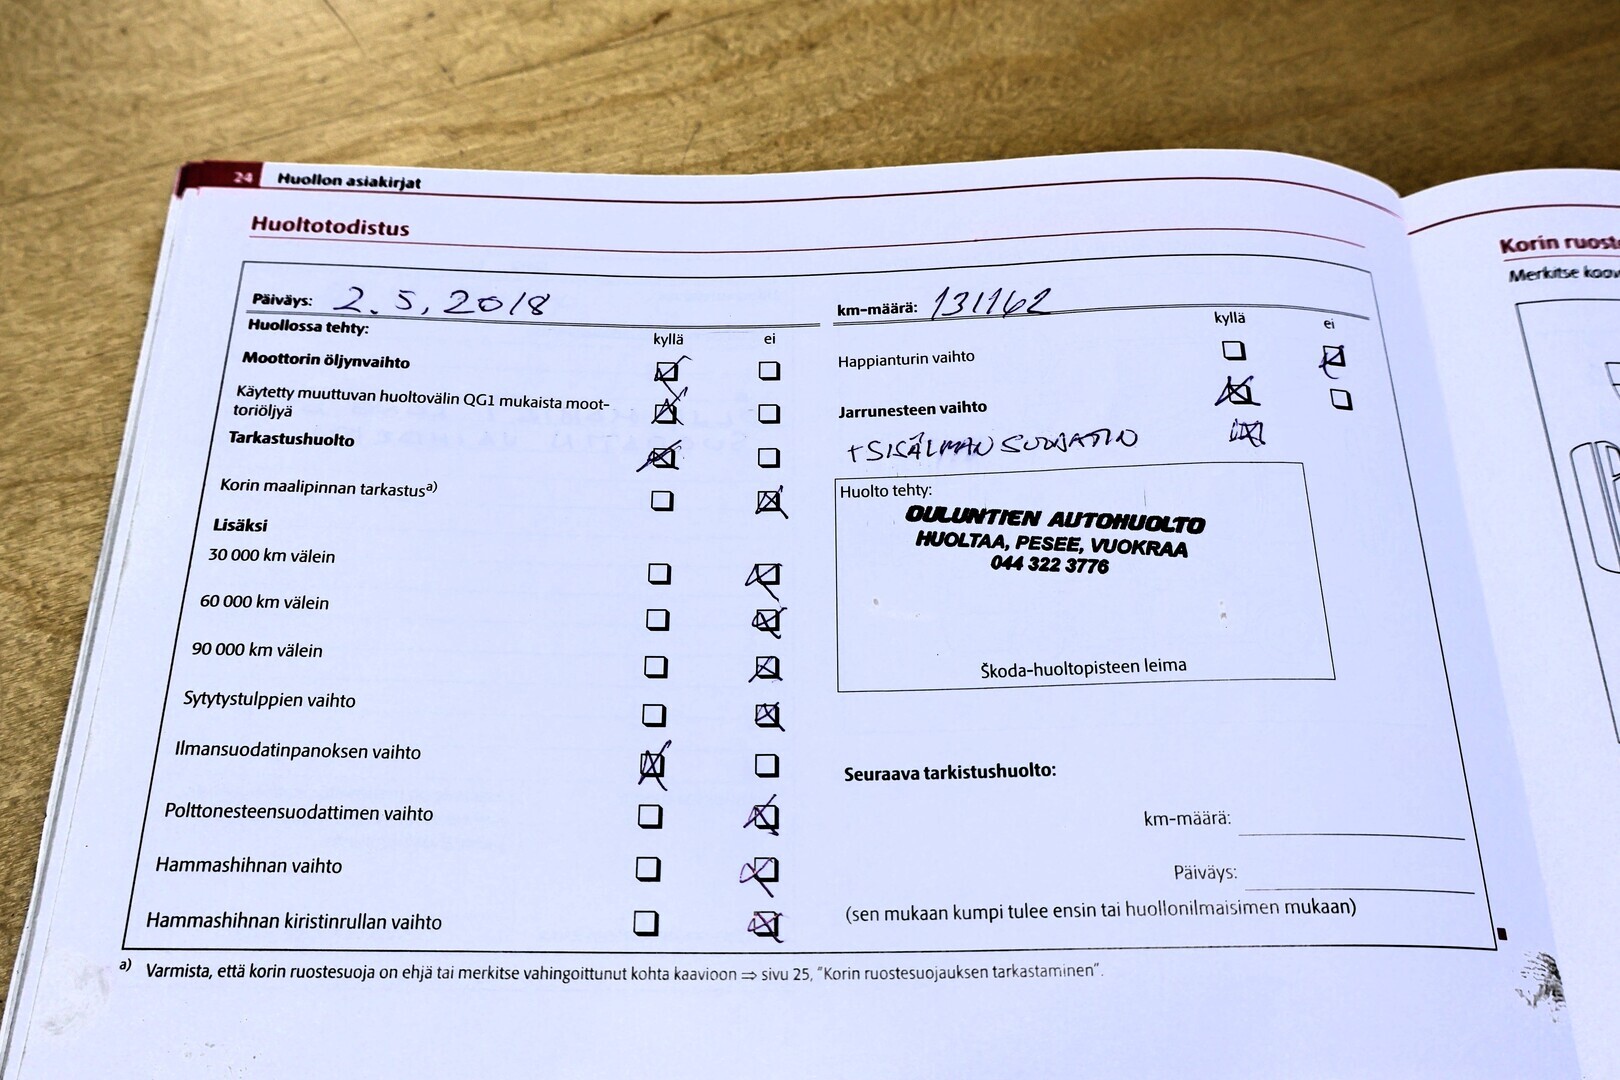 24 Huollon asiakirjat
Huoltotodistus
Päiväys: 2.5.2018
Huollossa tehty:
kyllä ei
Moottorin öljynvaihto
Käytetty muuttuvan huoltovälin QG1 mukaista moot-
toriöljyä
Tarkastushuolto
Korin maalipinnan tarkastus a)
Lisäksi
30 000 km välein
60 000 km välein
90 000 km välein
Sytytystulppien vaihto
Ilmansuodatinpanoksen vaihto
Polttonesteensuodattimen vaihto
Hammashihnan vaihto
Hammashihnan kiristinrullan vaihto
km-määrä: 131162
kyllä ei
Happianturin vaihto
Jarrunesteen vaihto
+ SISÄLMAN SUODATIN
Huolto tehty:
OULUNTIEN AUTOHUOLTO
HUOLTAA, PESEE, VUOKRAA
044 322 3776
Škoda-huoltopisteen leima
Seuraava tarkistushuolto:
km-määrä:
Päiväys:
(sen mukaan kumpi tulee ensin tai huollonilmaisimen mukaan)
a) Varmista, että korin ruostesuoja on ehjä tai merkitse vahingoittunut kohta kaavioon ⇒ sivu 25, "Korin ruostesuojauksen tarkastaminen".
Korin
Merkitse